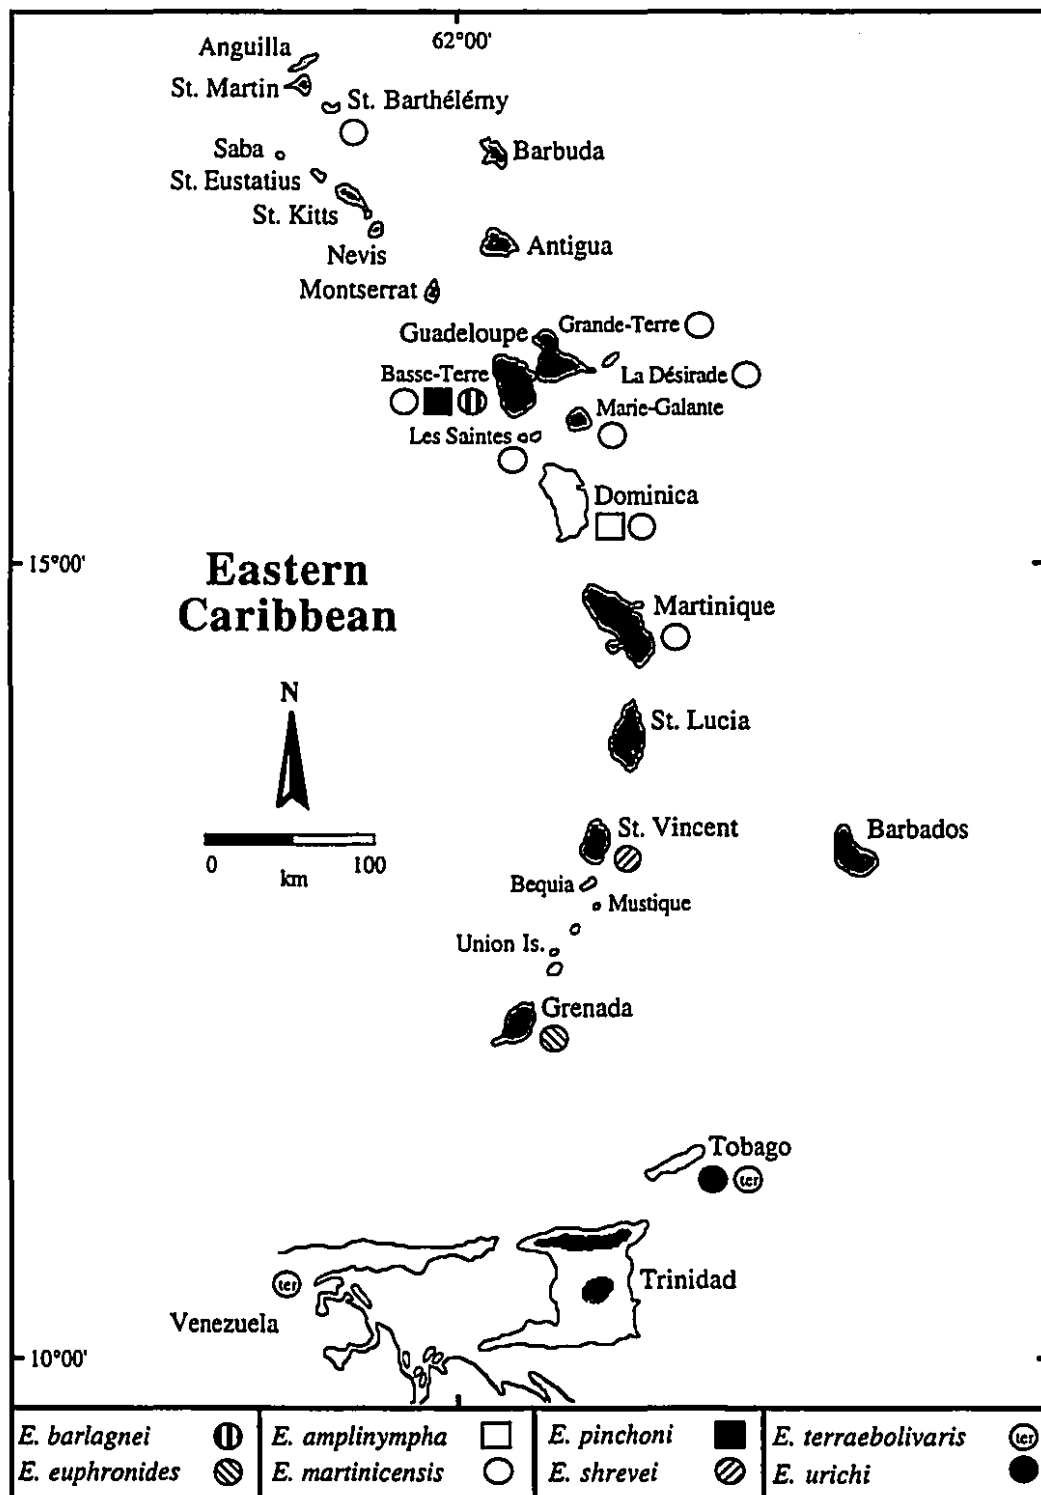 62°00'
Anguilla
St. Martin
St. Barthélémy
Saba
Barbuda
St. Eustatius
St. Kitts
Nevis
Antigua
Montserrat
Guadeloupe
Grande-Terre
Basse-Terre
La Désirade
Marie-Galante
Les Saintes
Dominica
15°00'
Eastern
Caribbean
Martinique
N
St. Lucia
St. Vincent
Barbados
0 100
km
Bequia
Mustique
Union Is.
Grenada
Tobago
ter
Trinidad
ter
Venezuela
10°00'
E. barlagnei E. amplinympha E. pinchoni E. terraebolivaris ter
E. euphronides E. martinicensis E. shrevei E. urichi